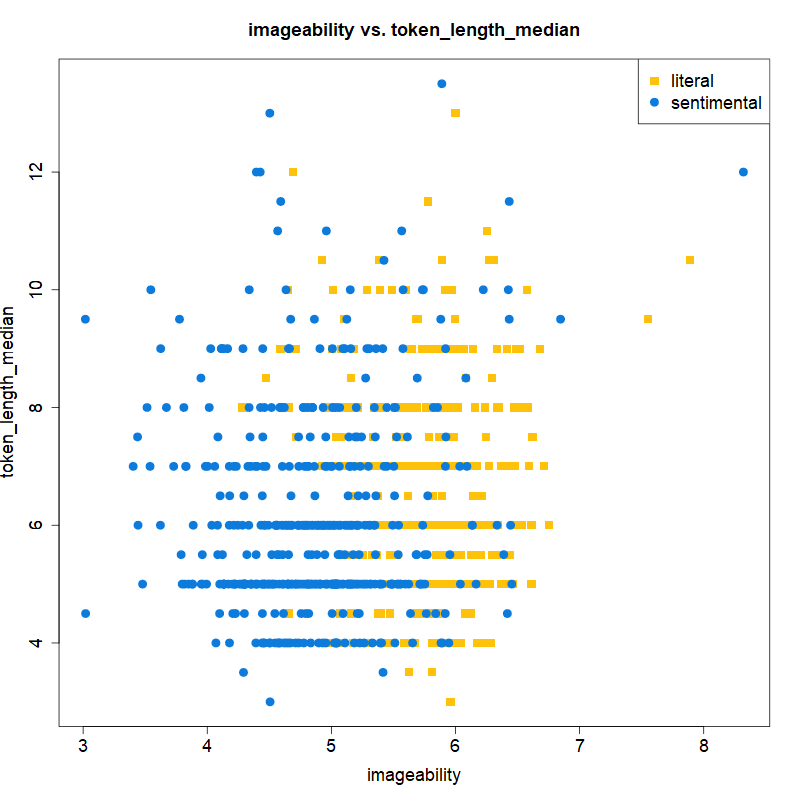 imageability vs. token_length_median
literal
sentimental
token_length_median
12
10
8
6
4
3 4 5 6 7 8
imageability